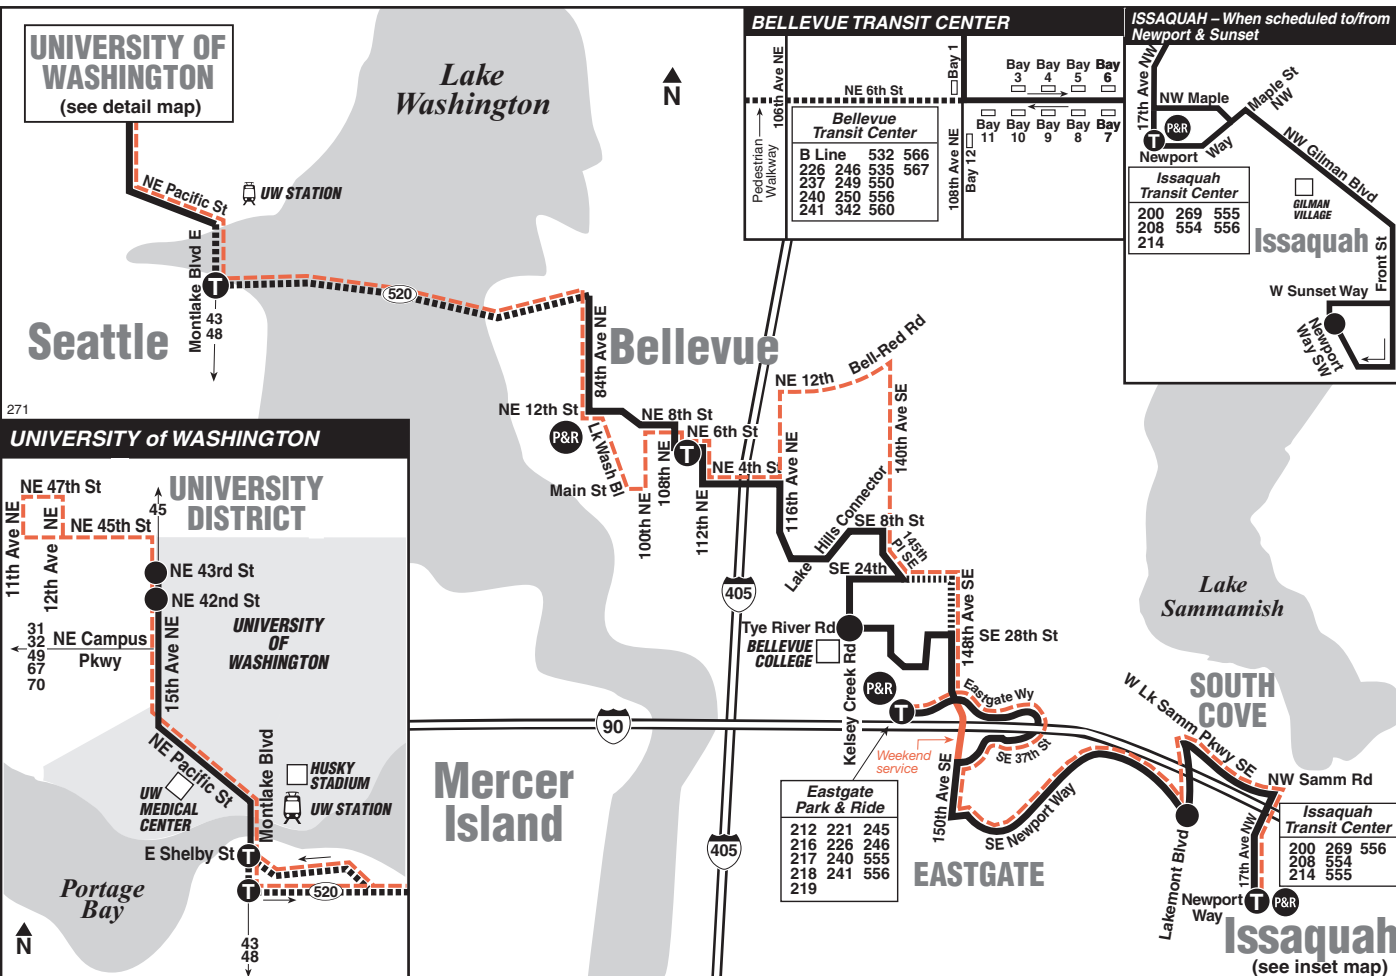 UNIVERSITY OF
WASHINGTON
(see detail map)
Lake
Washington
N
NE Pacific St
UW STATION
Montlake Blvd E
T
43
48
520
Seattle
271
BELLEVUE TRANSIT CENTER
106th Ave NE
Pedestrian
Walkway
NE 6th St
Bay 1
Bay
3
Bay
4
Bay
5
Bay
6
Bay
11
Bay
10
Bay
9
Bay
8
Bay
7
Bay 12
108th Ave NE
Bellevue
Transit Center
B Line 532 566
226 246 535 567
237 249 550
240 250 556
241 342 560
ISSAQUAH – When scheduled to/from
Newport & Sunset
17th Ave NW
NW Maple
Maple St
NW
P&R
T
Newport
Way
NW Gilman Blvd
GILMAN
VILLAGE
Issaquah
Transit Center
200 269 555
208 554 556
214
Issaquah
Front St
W Sunset Way
Newport
Way SW
Bellevue
84th Ave NE
NE 12th St
P&R
Lk Wash Bl
Main St
NE 8th St
NE 6th St
T
NE 4th St
100th NE
108th NE
112th NE
116th Ave NE
NE 12th
Bell-Red Rd
140th Ave SE
Lake
Hills Connector
SE 8th St
145th
Pl SE
SE 24th
148th Ave SE
SE 28th St
405
Tye River Rd
BELLEVUE
COLLEGE
Kelsey Creek Rd
P&R
T
Eastgate Wy
90
Weekend
service
SE 37th St
150th Ave SE
SE Newport Way
EASTGATE
Eastgate
Park & Ride
212 221 245
216 226 246
217 240 555
218 241 556
219
405
Mercer
Island
Lake
Sammamish
SOUTH
COVE
W Lk Samm Pkwy SE
NW Samm Rd
Lakemont Blvd
17th Ave NW
Newport
Way
T
P&R
Issaquah
Transit Center
200 269 556
208 554
214 555
Issaquah
(see inset map)
UNIVERSITY of WASHINGTON
NE 47th St
11th Ave NE
12th Ave NE
NE 45th St
45
UNIVERSITY
DISTRICT
NE 43rd St
NE 42nd St
31
32
49
67
70
NE Campus
Pkwy
15th Ave NE
UNIVERSITY
OF
WASHINGTON
NE Pacific St
UW
MEDICAL
CENTER
Montlake Blvd
HUSKY
STADIUM
UW STATION
E Shelby St
T
T
520
Portage
Bay
N
43
48